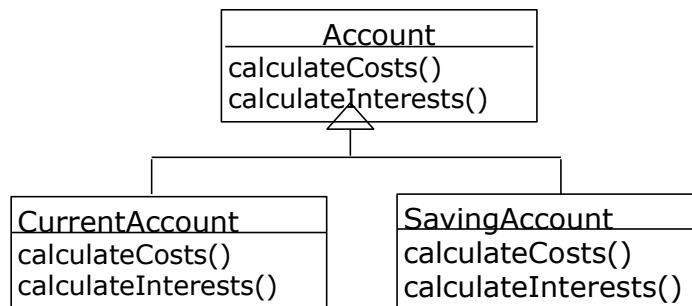 Account
calculateCosts()
calculateInterests()
CurrentAccount
calculateCosts()
calculateInterests()
SavingAccount
calculateCosts()
calculateInterests()